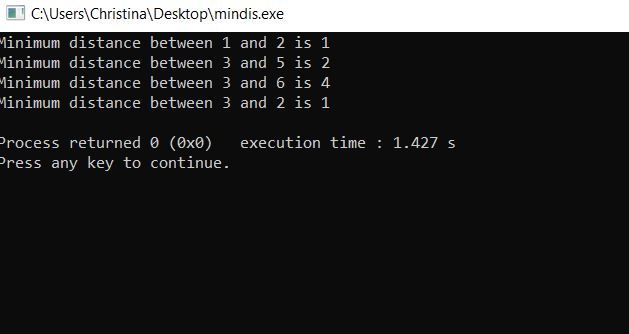 C:\Users\Christina\Desktop\mindis.exe
Minimum distance between 1 and 2 is 1
Minimum distance between 3 and 5 is 2
Minimum distance between 3 and 6 is 4
Minimum distance between 3 and 2 is 1
Process returned 0 (0x0)   execution time : 1.427 s
Press any key to continue.